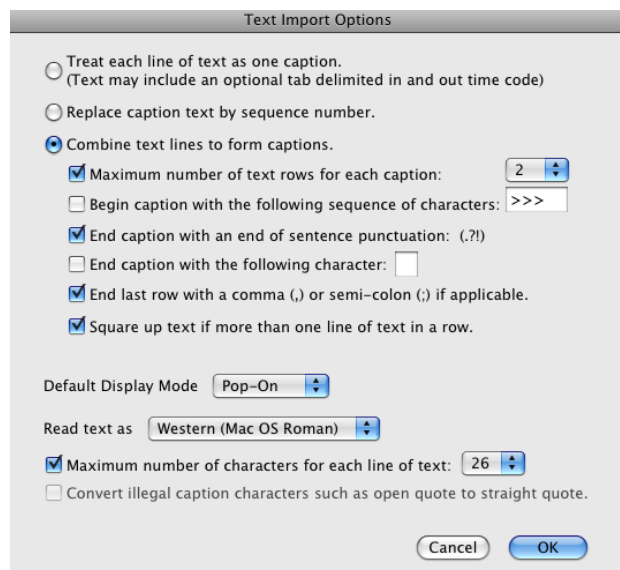 Text Import Options
Treat each line of text as one caption.
(Text may include an optional tab delimited in and out time code)
Replace caption text by sequence number.
Combine text lines to form captions.
Maximum number of text rows for each caption: 2
Begin caption with the following sequence of characters: >>>
End caption with an end of sentence punctuation: (.?!)
End caption with the following character:
End last row with a comma (,) or semi-colon (;) if applicable.
Square up text if more than one line of text in a row.
Default Display Mode Pop-On
Read text as Western (Mac OS Roman)
Maximum number of characters for each line of text: 26
Convert illegal caption characters such as open quote to straight quote.
Cancel OK